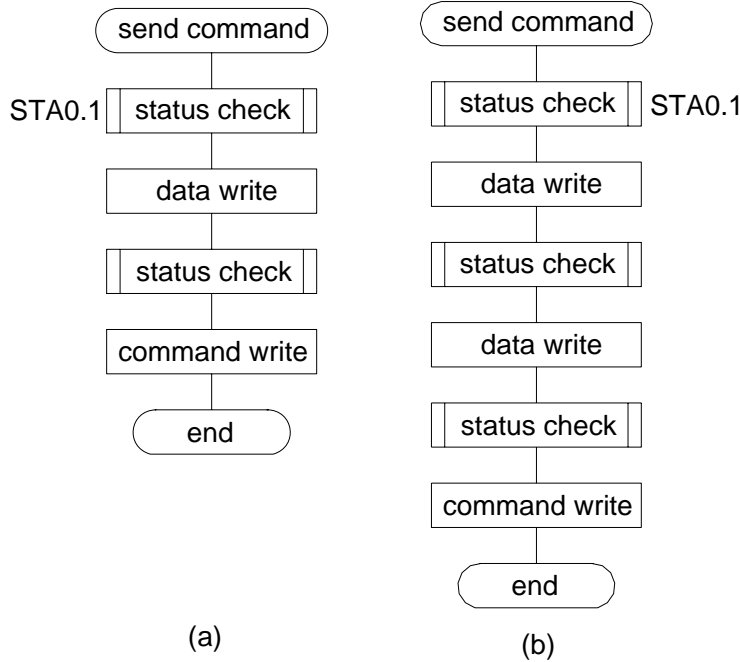 send command
STA0.1 status check
data write
status check
command write
end
(a)
send command
status check STA0.1
data write
status check
data write
status check
command write
end
(b)